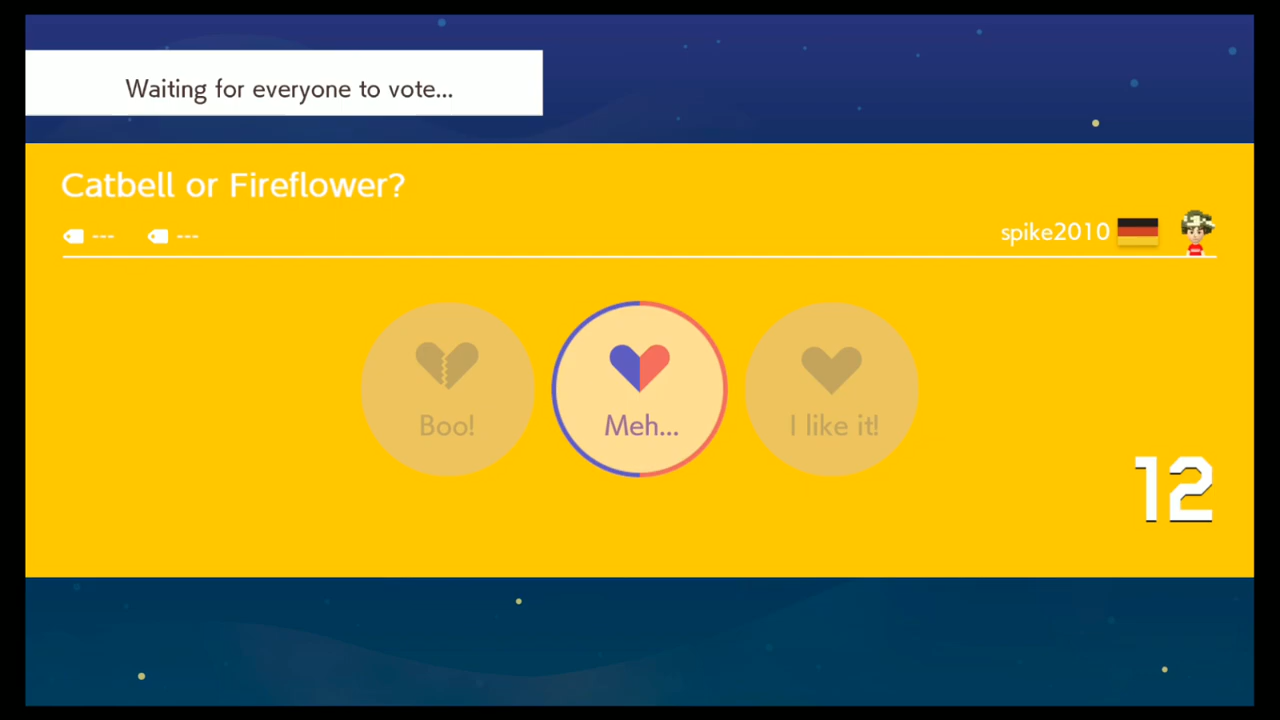 Waiting for everyone to vote...
Catbell or Fireflower?
--- ---
spike2010
Boo!
Meh...
I like it!
12